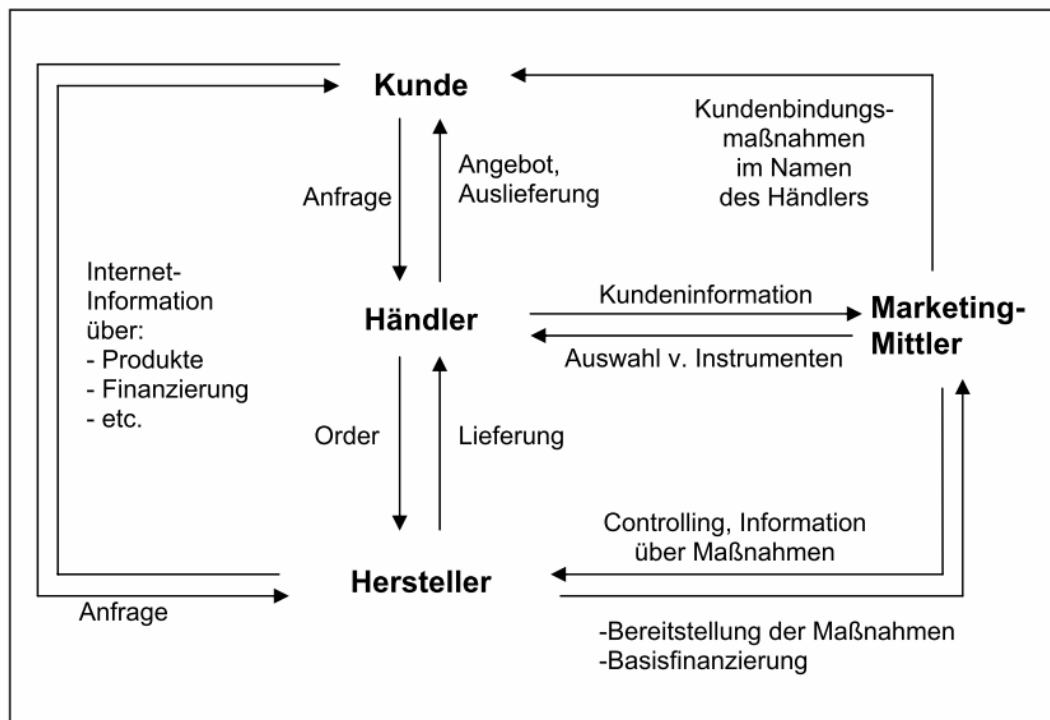 Kunde
Kundenbindungs-
maßnahmen
im Namen
des Händlers
Anfrage
Angebot,
Auslieferung
Internet-
Information
über:
- Produkte
- Finanzierung
- etc.
Händler
Kundeninformation
Auswahl v. Instrumenten
Marketing-
Mittler
Order
Lieferung
Controlling, Information
über Maßnahmen
Hersteller
Anfrage
-Bereitstellung der Maßnahmen
-Basisfinanzierung